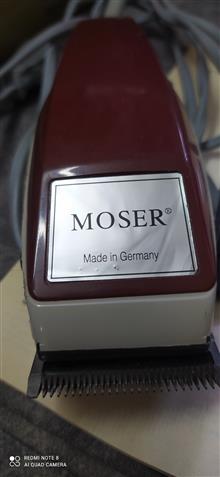 MOSER®
Made in Germany
REDMI NOTE 8
AI QUAD CAMERA